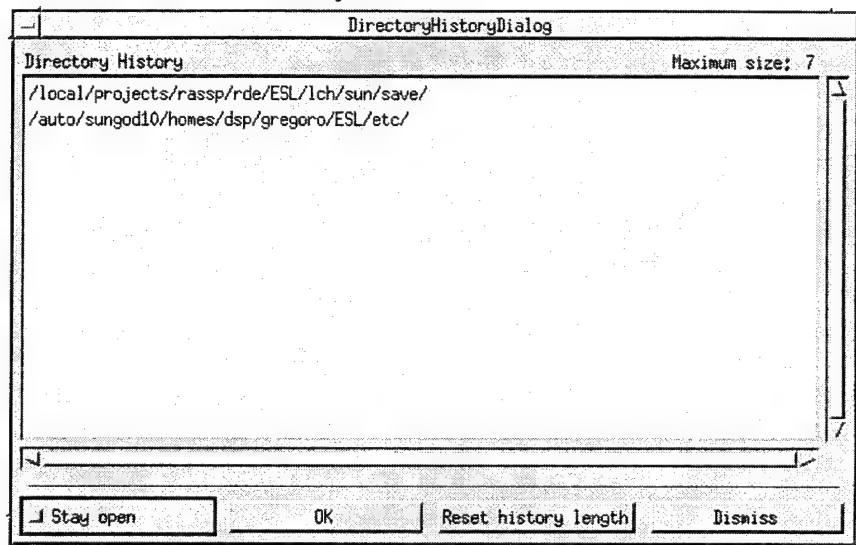 DirectoryHistoryDialog
Directory History Maximum size: 7
/local/projects/rassp/rde/ESL/lch/sun/save/
/auto/sungod10/homes/dsp/gregoro/ESL/etc/
Stay open OK Reset history length Dismiss